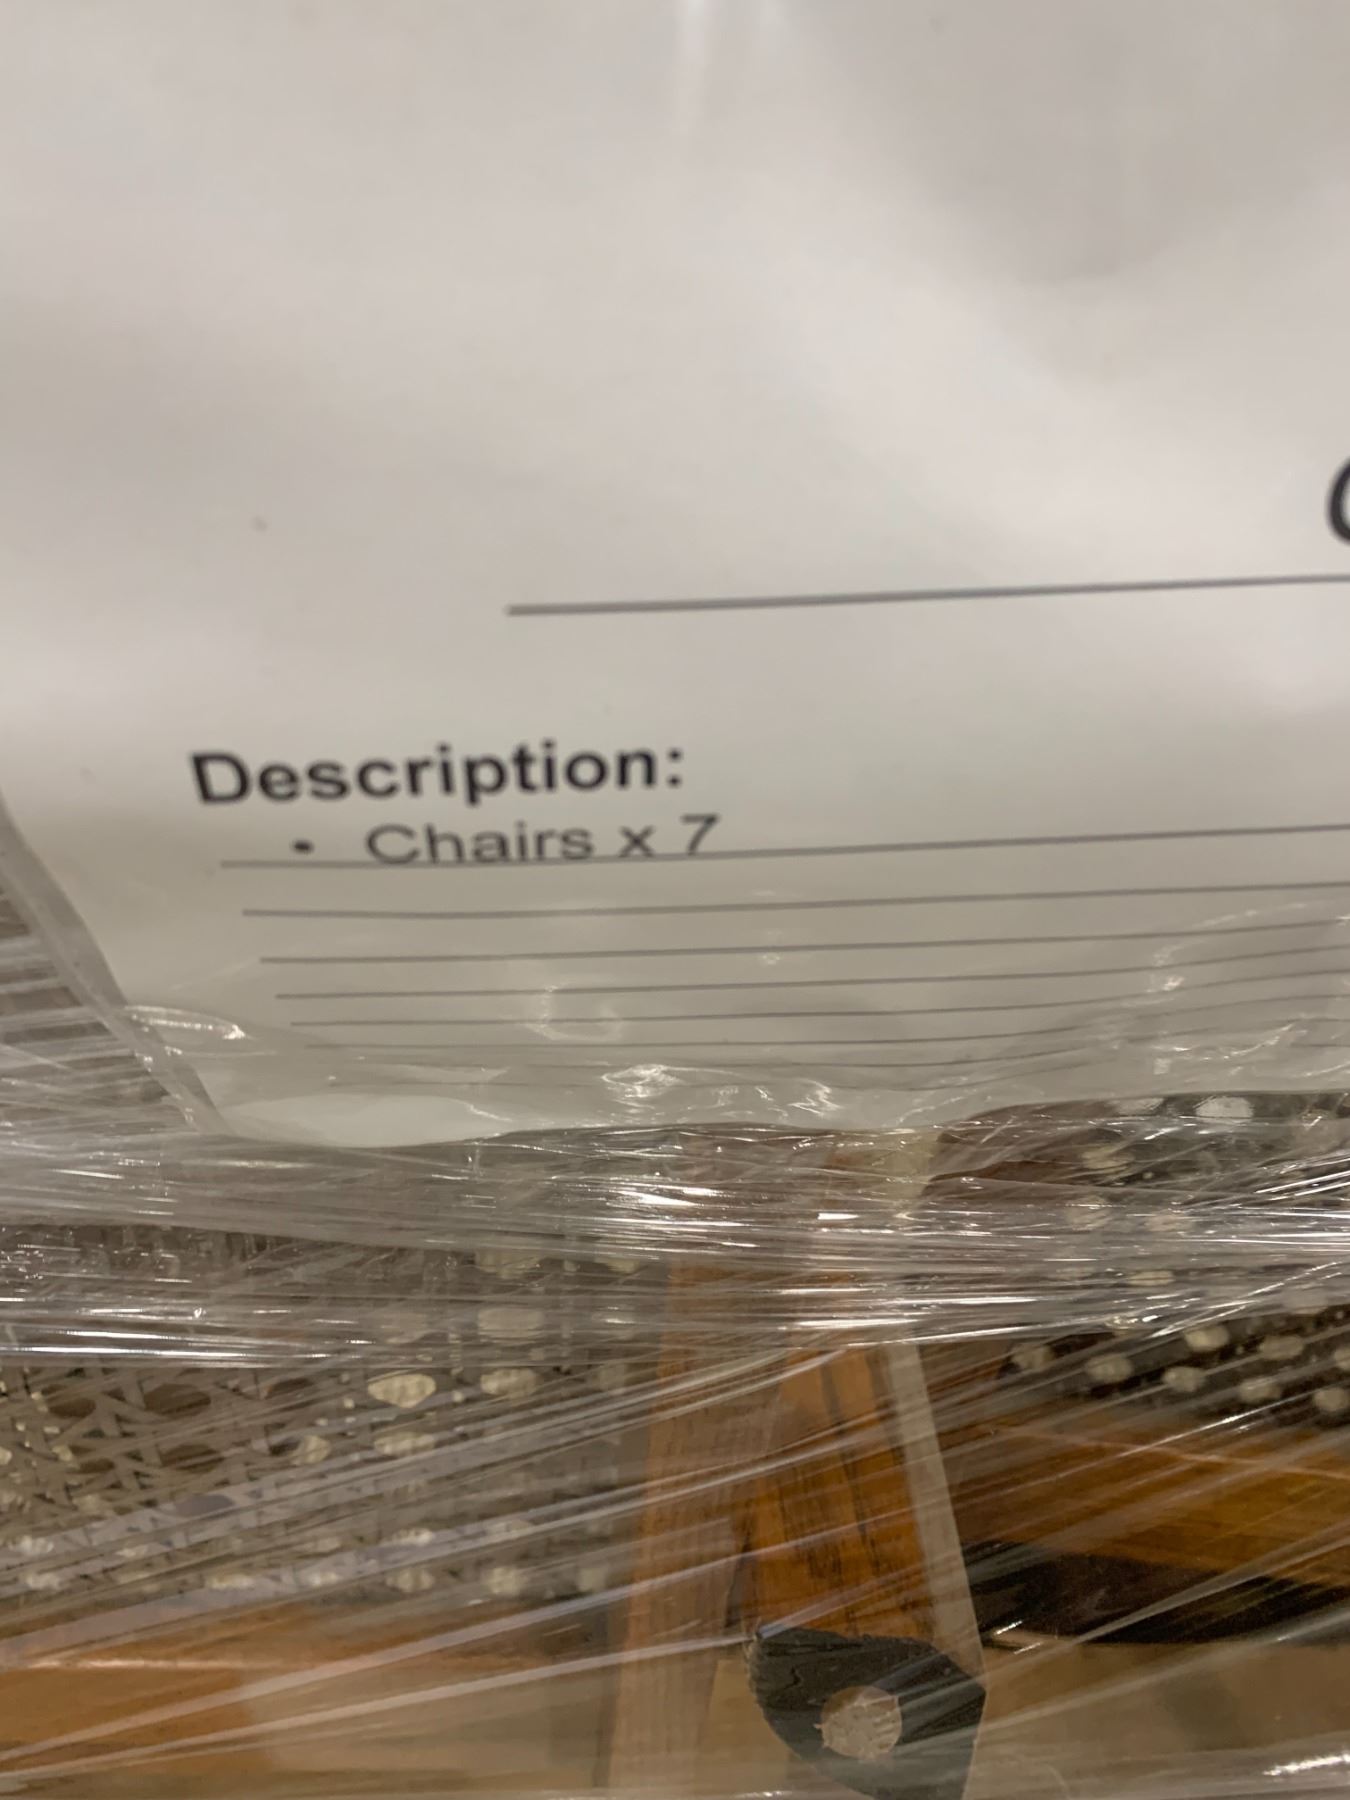 Description:
• Chairs x 7